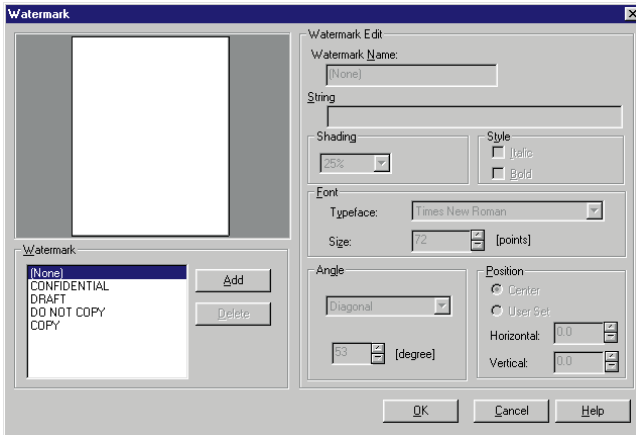 Watermark
Watermark Edit
Watermark Name:
(None)
String
Shading
25%
Style
Italic
Bold
Font
Typeface: Times New Roman
Size: 72 [points]
Watermark
(None)
CONFIDENTIAL
DRAFT
DO NOT COPY
COPY
Add
Delete
Angle
Diagonal
53 [degree]
Position
Center
User Set
Horizontal: 0.0
Vertical: 0.0
OK Cancel Help